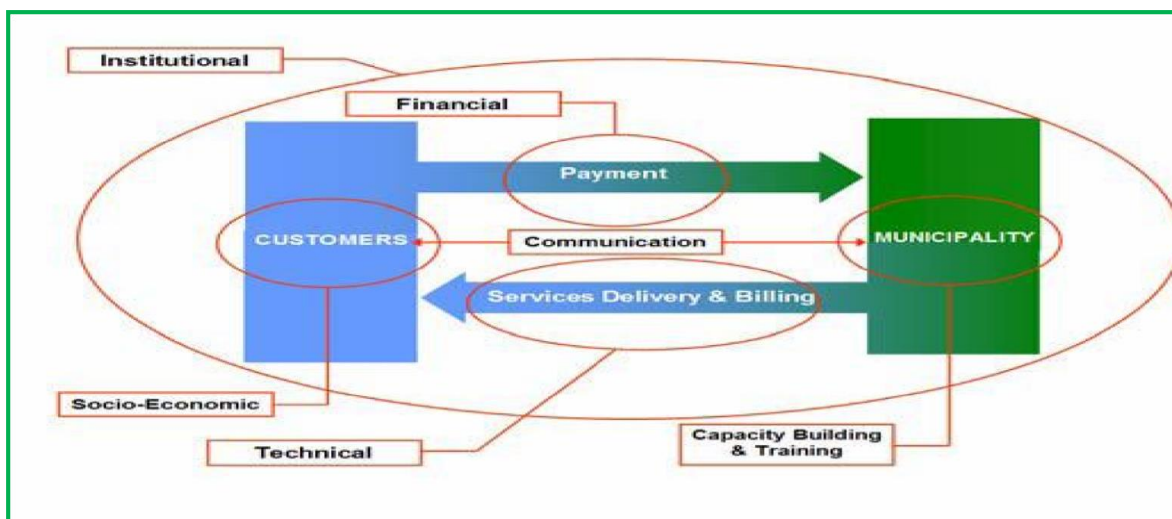 Institutional
Financial
Payment
CUSTOMERS
Communication
MUNICIPALITY
Services Delivery & Billing
Socio-Economic
Technical
Capacity Building
& Training